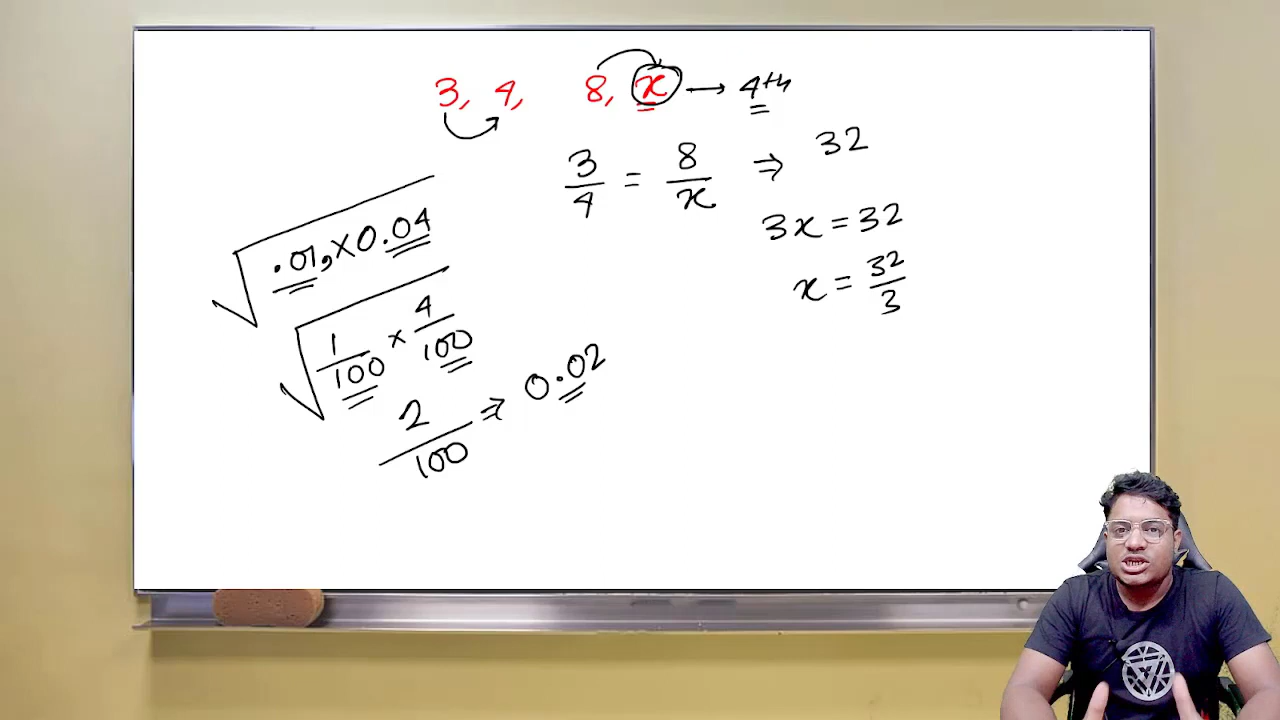 3, 4, 8, x → 4th
3/4 = 8/x ⇒ 32
3x = 32
x = 32/3
√(.01, × 0.04)
√(1/100 × 4/100)
2/100 ⇒ 0.02